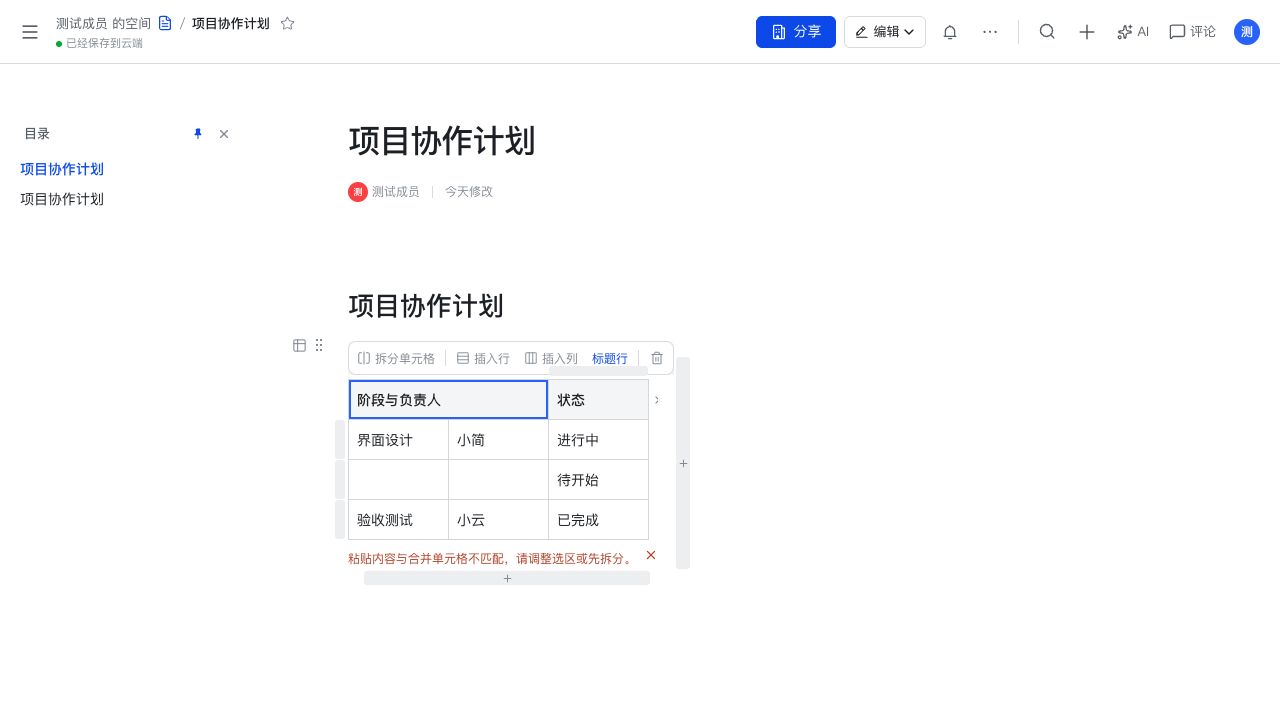 测试成员 的空间 / 项目协作计划
已经保存到云端
分享
编辑
AI
评论
测
目录
项目协作计划
项目协作计划
项目协作计划
测 测试成员 今天修改
项目协作计划
拆分单元格 插入行 插入列 标题行
阶段与负责人 状态
界面设计 小简 进行中
待开始
验收测试 小云 已完成
粘贴内容与合并单元格不匹配，请调整选区或先拆分。